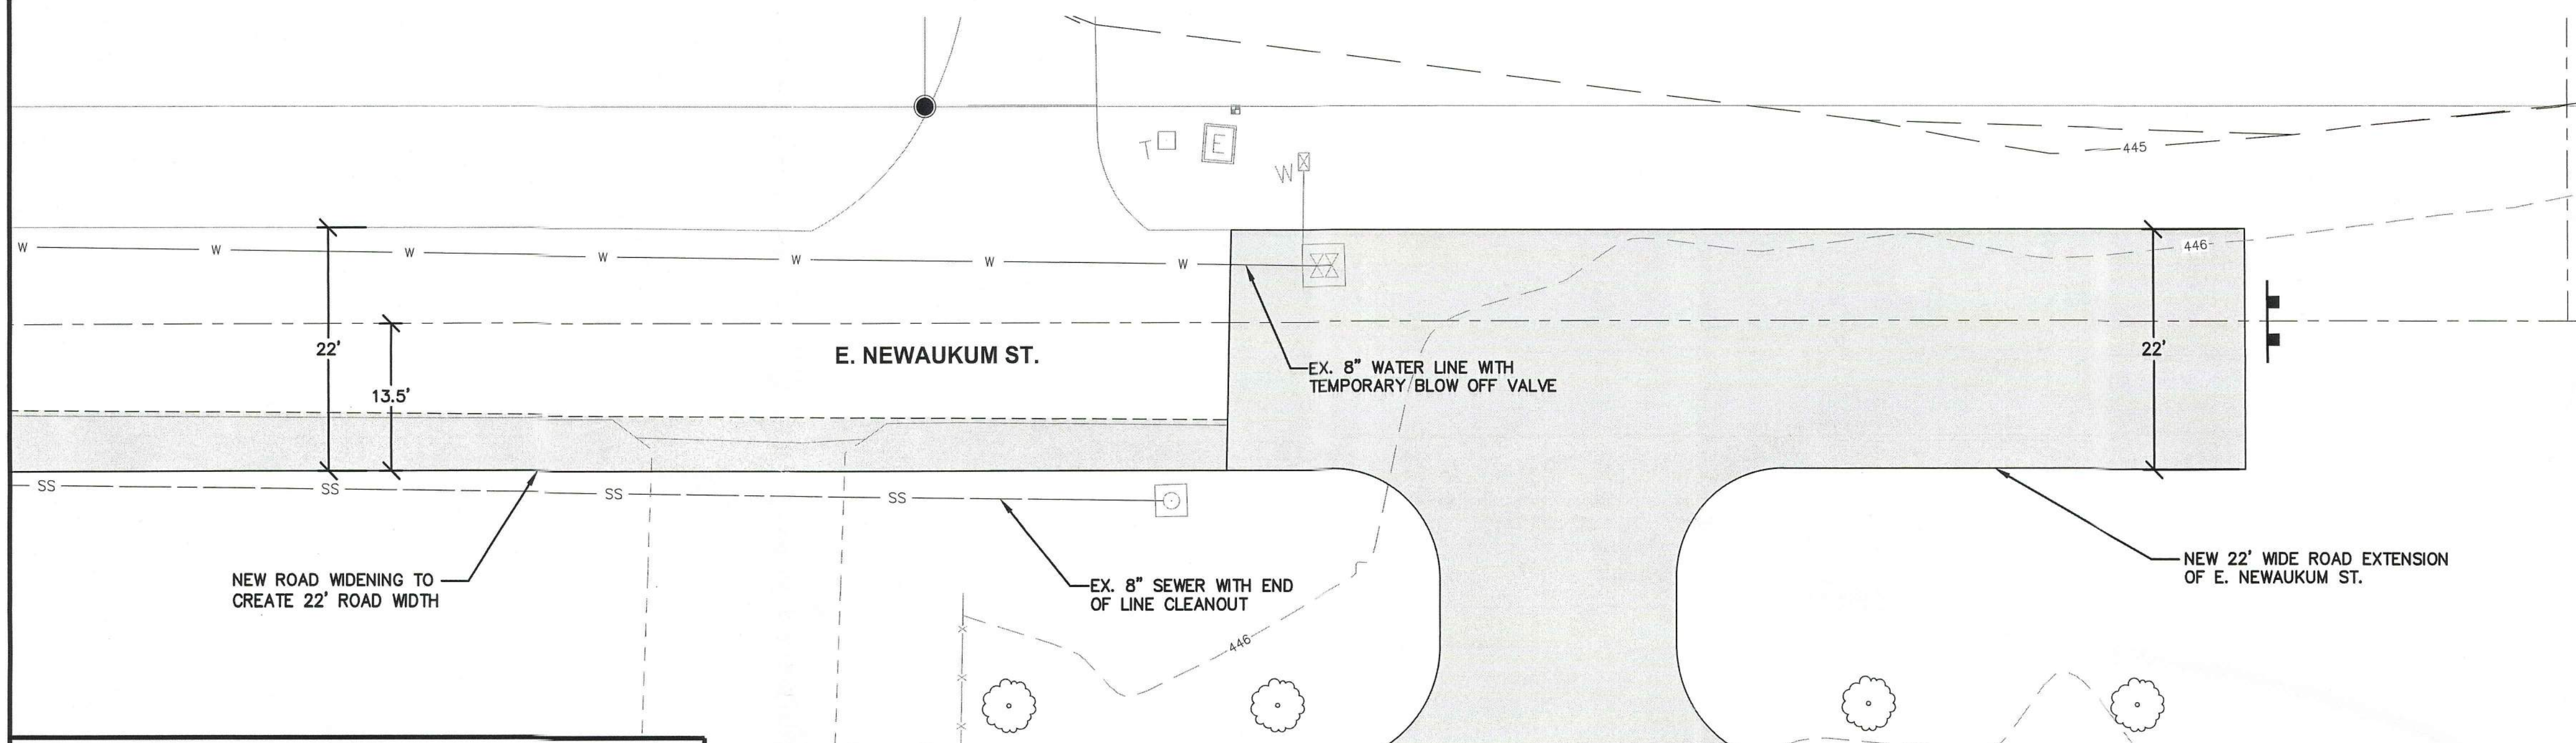 445
T
E
W
446
W W W W W W W
22'
E. NEWAUKUM ST.
22'
EX. 8" WATER LINE WITH
TEMPORARY BLOW OFF VALVE
13.5'
SS SS SS SS
NEW ROAD WIDENING TO
CREATE 22' ROAD WIDTH
EX. 8" SEWER WITH END
OF LINE CLEANOUT
NEW 22' WIDE ROAD EXTENSION
OF E. NEWAUKUM ST.
446